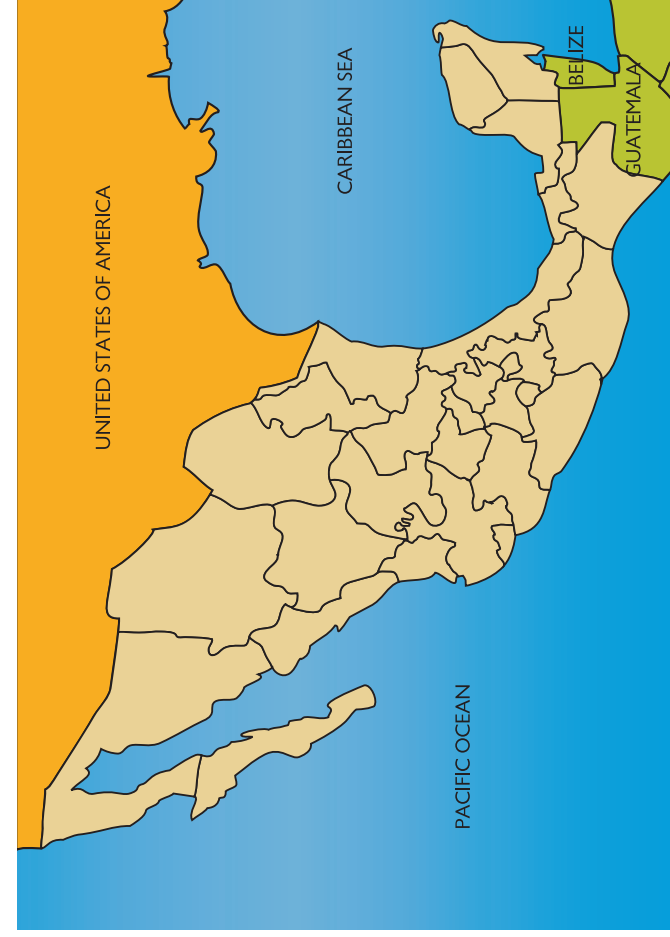 UNITED STATES OF AMERICA
CARIBBEAN SEA
PACIFIC OCEAN
BELIZE
GUATEMALA